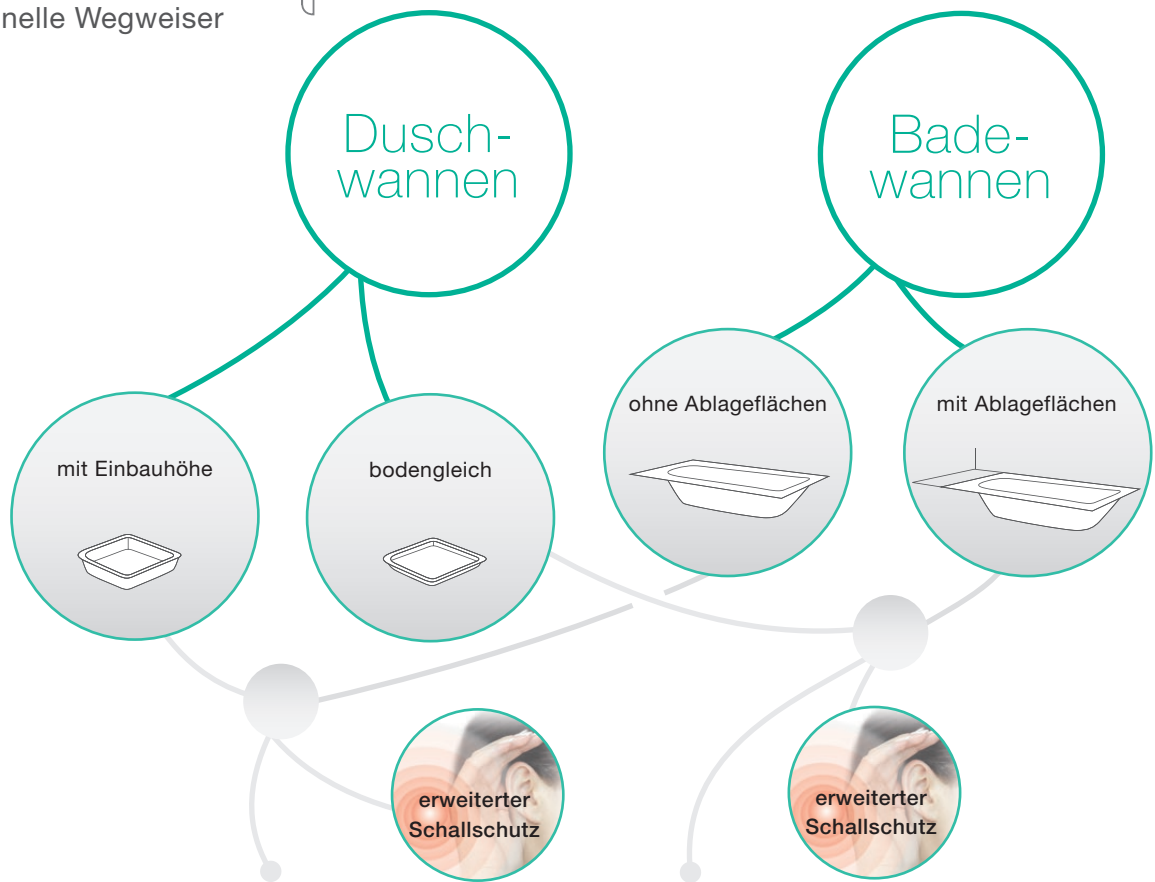 nelle Wegweiser
Dusch-
wannen
Bade-
wannen
ohne Ablageflächen
mit Ablageflächen
mit Einbauhöhe
bodengleich
erweiterter
Schallschutz
erweiterter
Schallschutz